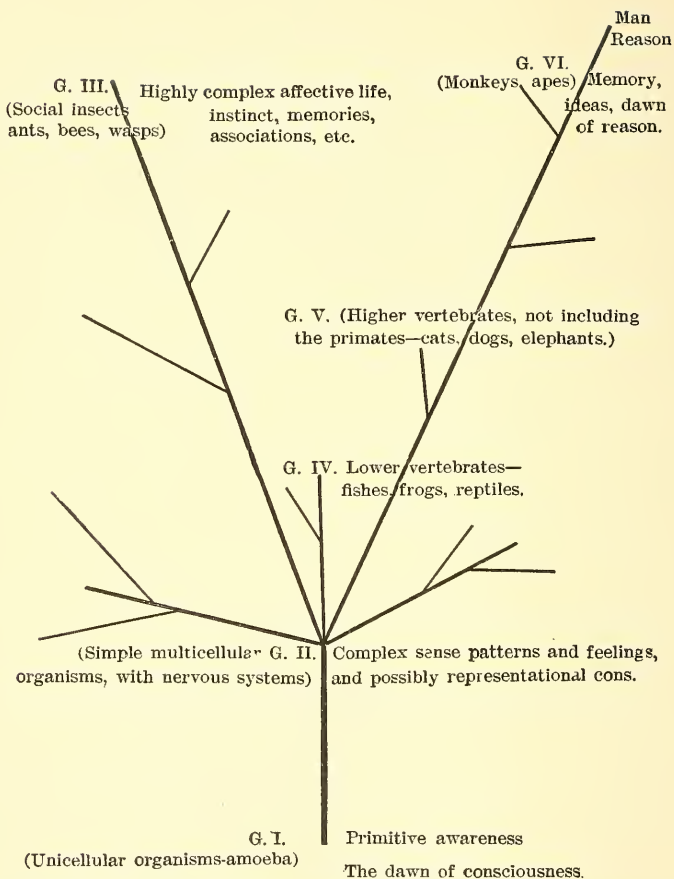 Man
Reason
G. VI.
(Monkeys, apes)
Memory,
ideas, dawn
of reason.
G. III.
(Social insects
ants, bees, wasps)
Highly complex affective life,
instinct, memories,
associations, etc.
G. V. (Higher vertebrates, not including
the primates—cats, dogs, elephants.)
G. IV. Lower vertebrates—
fishes, frogs, reptiles.
(Simple multicellular G. II.
organisms, with nervous systems)
Complex sense patterns and feelings,
and possibly representational cons.
G. I.
(Unicellular organisms-amoeba)
Primitive awareness
The dawn of consciousness.